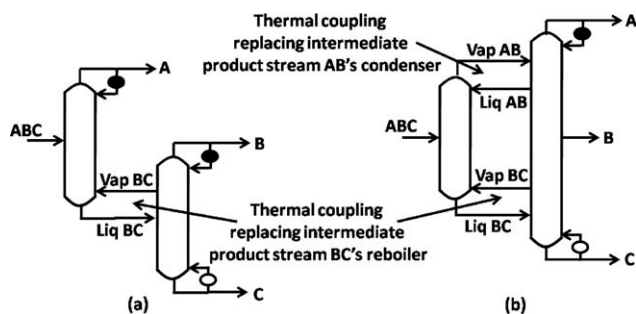 Thermal coupling
replacing intermediate
product stream AB's condenser
A
Vap AB
A
Liq AB
ABC
ABC
B
B
Vap BC
Vap BC
Liq BC
Thermal coupling
replacing intermediate
product stream BC's reboiler
Liq BC
C
C
(a)
(b)